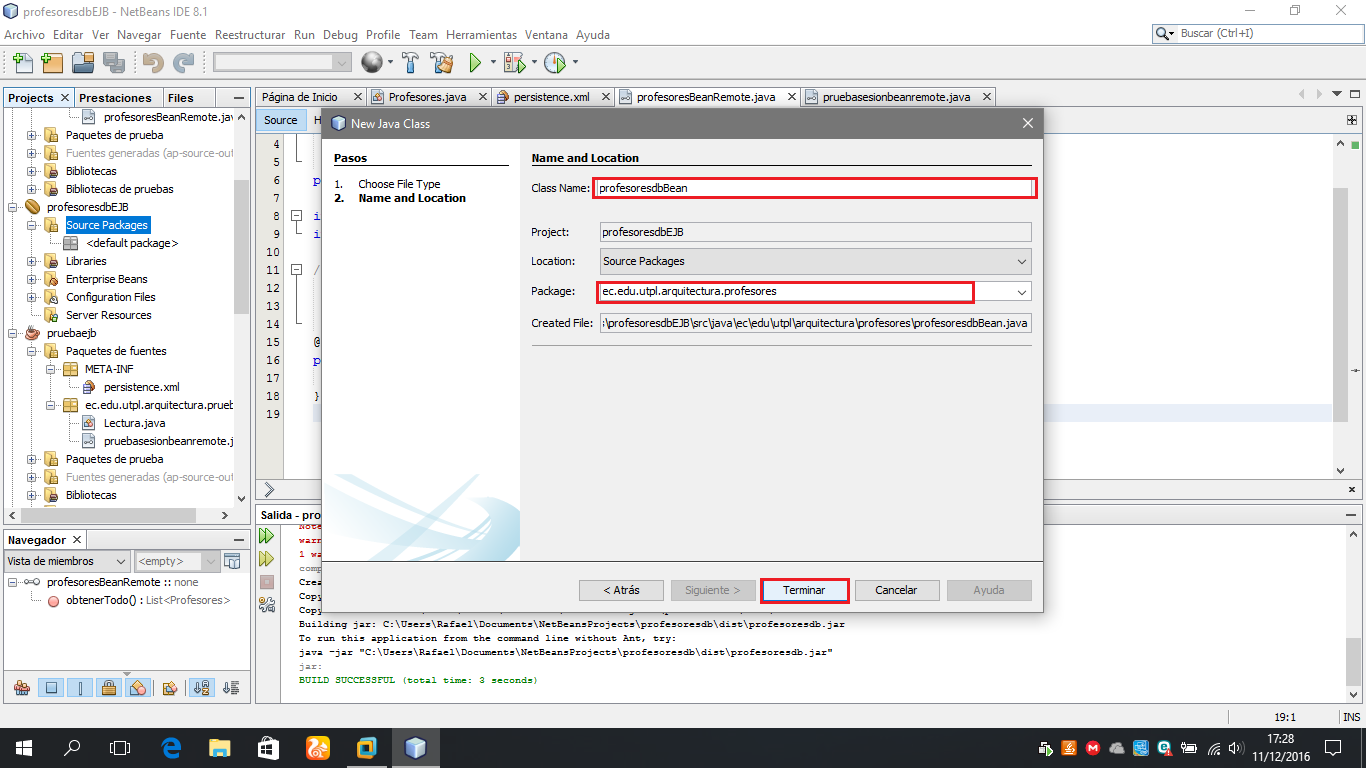 profesoresdbEJB - NetBeans IDE 8.1
Archivo Editar Ver Navegar Fuente Reestructurar Run Debug Profile Team Herramientas Ventana Ayuda
Buscar (Ctrl+I)
Projects Prestaciones Files
profesoresBeanRemote.jav
Paquetes de prueba
Fuentes generadas (ap-source-out
Bibliotecas
Bibliotecas de pruebas
profesoresdbEJB
Source Packages
<default package>
Libraries
Enterprise Beans
Configuration Files
Server Resources
pruebaejb
Paquetes de fuentes
META-INF
persistence.xml
ec.edu.utpl.arquitectura.prueb
Lectura.java
pruebasesionbeanremote.j
Paquetes de prueba
Fuentes generadas (ap-source-out
Bibliotecas
Navegador
Vista de miembros <empty>
profesoresBeanRemote :: none
obtenerTodo() : List<Profesores>
Página de Inicio Profesores.java persistence.xml profesoresBeanRemote.java pruebasesionbeanremote.java
Source H
4
5
6 p
7
8 i
9 i
10
11 /
12
13
14
15 @
16 p
17
18 }
19
New Java Class
Pasos
1. Choose File Type
2. Name and Location
Name and Location
Class Name: profesoresdbBean
Project: profesoresdbEJB
Location: Source Packages
Package: ec.edu.utpl.arquitectura.profesores
Created File: :\profesoresdbEJB\src\java\ec\edu\utpl\arquitectura\profesores\profesoresdbBean.java
< Atrás Siguiente > Terminar Cancelar Ayuda
Salida - pro
Note
warn
1 wa
comp
Crea
Copy
Building jar: C:\Users\Rafael\Documents\NetBeansProjects\profesoresdb\dist\profesoresdb.jar
To run this application from the command line without Ant, try:
java -jar "C:\Users\Rafael\Documents\NetBeansProjects\profesoresdb\dist\profesoresdb.jar"
jar:
BUILD SUCCESSFUL (total time: 3 seconds)
19:1 INS
17:28
11/12/2016